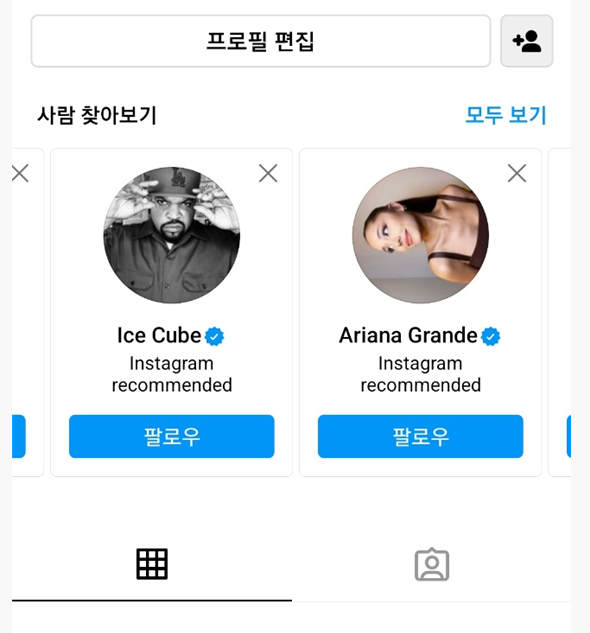 프로필 편집
사람 찾아보기
모두 보기
Ice Cube
Instagram
recommended
팔로우
Ariana Grande
Instagram
recommended
팔로우